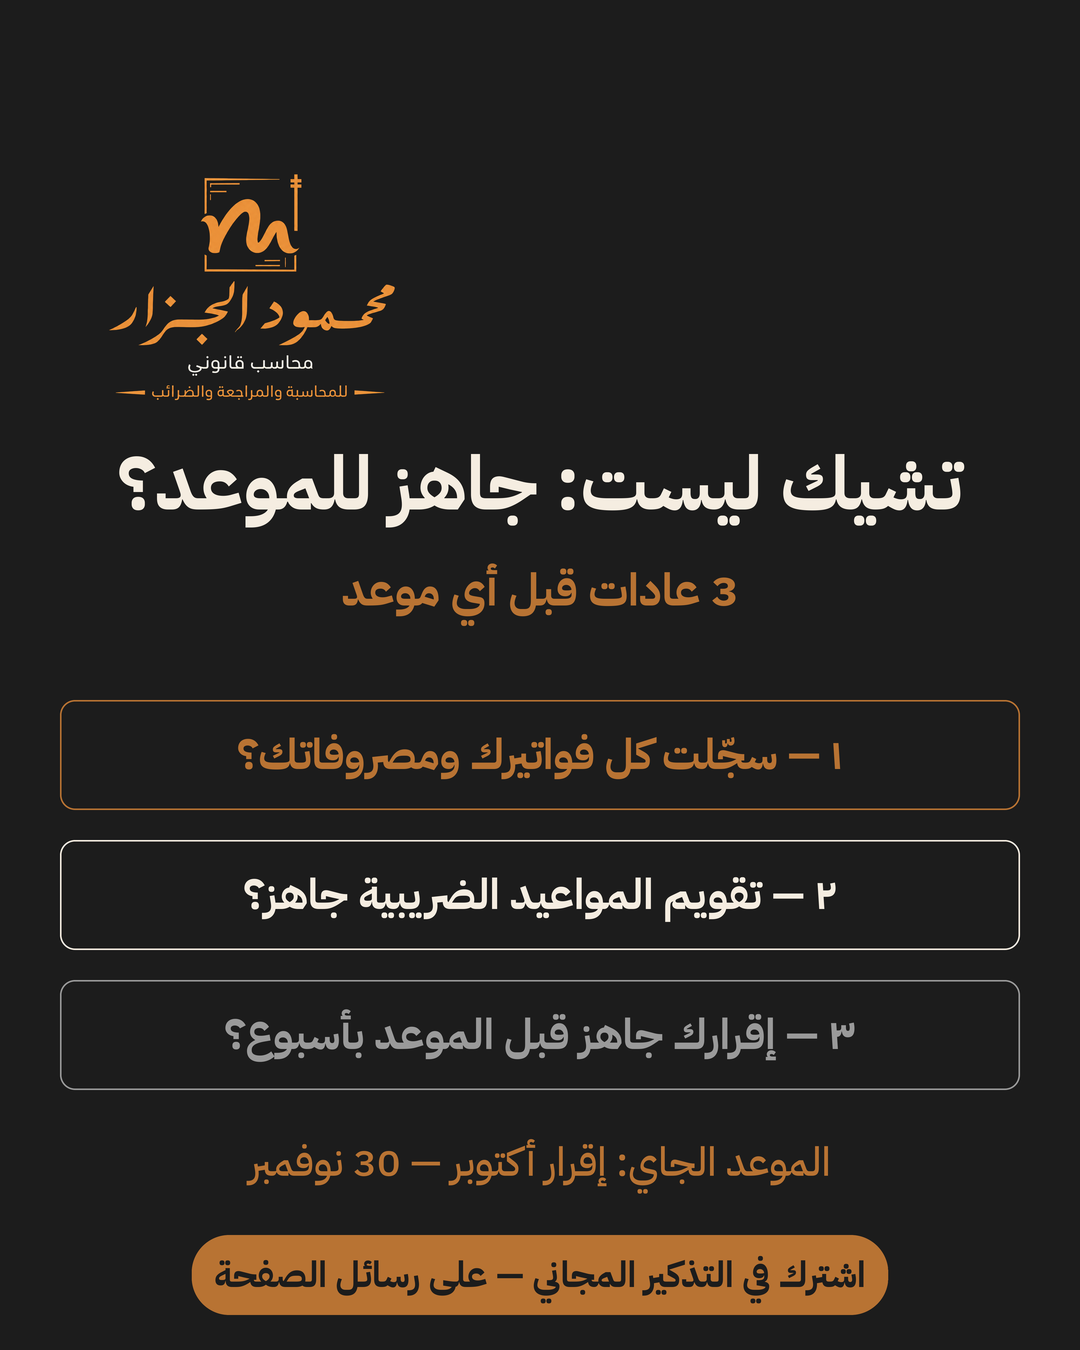 محمود الجزار
محاسب قانوني
للمحاسبة والمراجعة والضرائب
تشيك ليست: جاهز للموعد؟
3 عادات قبل أي موعد
١ — سجّلت كل فواتيرك ومصروفاتك؟
٢ — تقويم المواعيد الضريبية جاهز؟
٣ — إقرارك جاهز قبل الموعد بأسبوع؟
الموعد الجاي: إقرار أكتوبر — 30 نوفمبر
اشترك في التذكير المجاني — على رسائل الصفحة